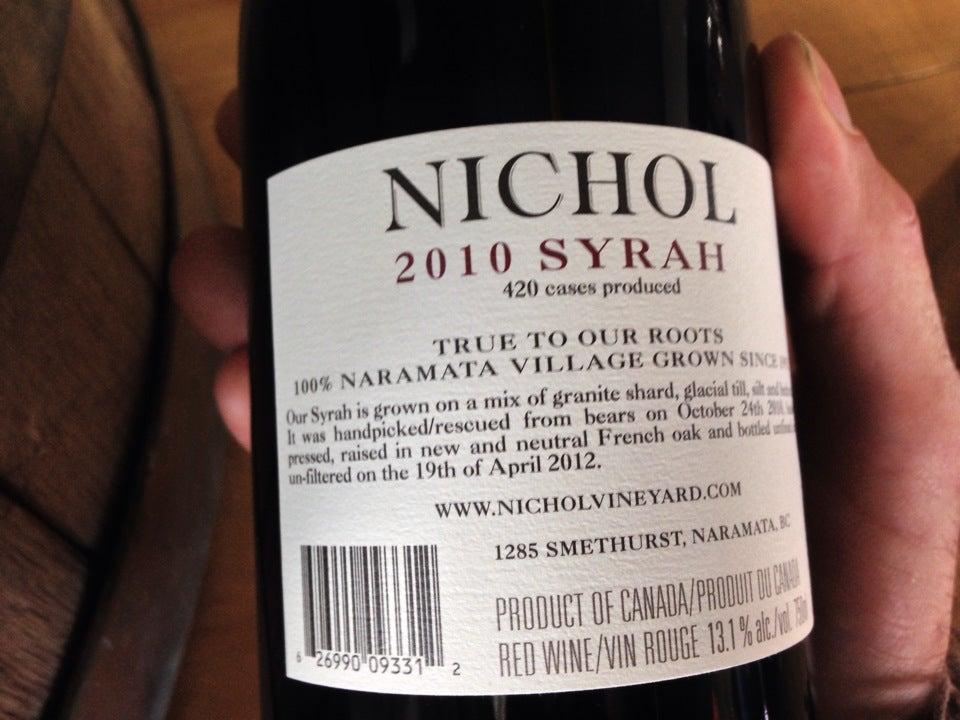 NICHOL
2010 SYRAH
420 cases produced
TRUE TO OUR ROOTS
100% NARAMATA VILLAGE GROWN SINCE
Our Syrah is grown on a mix of granite shard, glacial till, silt and
It was handpicked/rescued from bears on October 24th 2010,
pressed, raised in new and neutral French oak and bottled
un-filtered on the 19th of April 2012.
WWW.NICHOLVINEYARD.COM
1285 SMETHURST, NARAMATA, BC
PRODUCT OF CANADA/PRODUIT DU CANADA
RED WINE/VIN ROUGE 13.1 % alc./vol. 750ml
6 26990 09331 2